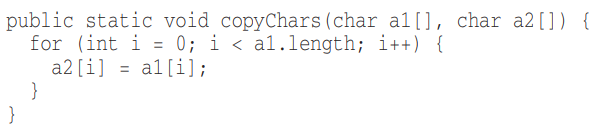 public static void copyChars(char a1[], char a2[]) {
  for (int i = 0; i < a1.length; i++) {
    a2[i] = a1[i];
  }
}